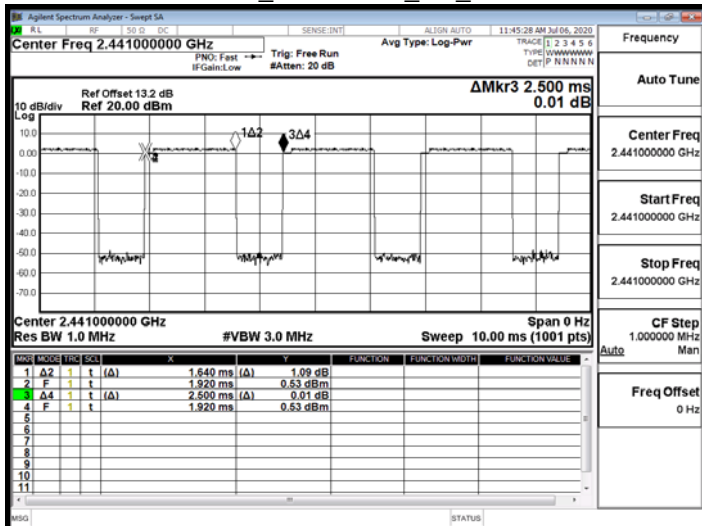 Agilent Spectrum Analyzer - Swept SA
RL RF 50 Ω DC SENSE:INT ALIGN AUTO 11:45:28 AM Jul 06, 2020
Center Freq 2.441000000 GHz
PNO: Fast
IFGain:Low
Trig: Free Run
#Atten: 20 dB
Avg Type: Log-Pwr
TRACE 1 2 3 4 5 6
TYPE WWWWWW
DET P NNNNN
ΔMkr3 2.500 ms
0.01 dB
10 dB/div
Log
Ref Offset 13.2 dB
Ref 20.00 dBm
10.0
0.00
-10.0
-20.0
-30.0
-40.0
-50.0
-60.0
-70.0
1Δ2
3Δ4
Center 2.441000000 GHz Span 0 Hz
Res BW 1.0 MHz #VBW 3.0 MHz Sweep 10.00 ms (1001 pts)
MKR MODE TRC SCL X Y FUNCTION FUNCTION WIDTH FUNCTION VALUE
1 Δ2 1 t (Δ) 1.640 ms (Δ) 1.09 dB
2 F 1 t 1.920 ms 0.53 dBm
3 Δ4 1 t (Δ) 2.500 ms (Δ) 0.01 dB
4 F 1 t 1.920 ms 0.53 dBm
5
6
7
8
9
10
11
MSG STATUS
Frequency
Auto Tune
Center Freq
2.441000000 GHz
Start Freq
2.441000000 GHz
Stop Freq
2.441000000 GHz
CF Step
1.000000 MHz
Auto Man
Freq Offset
0 Hz